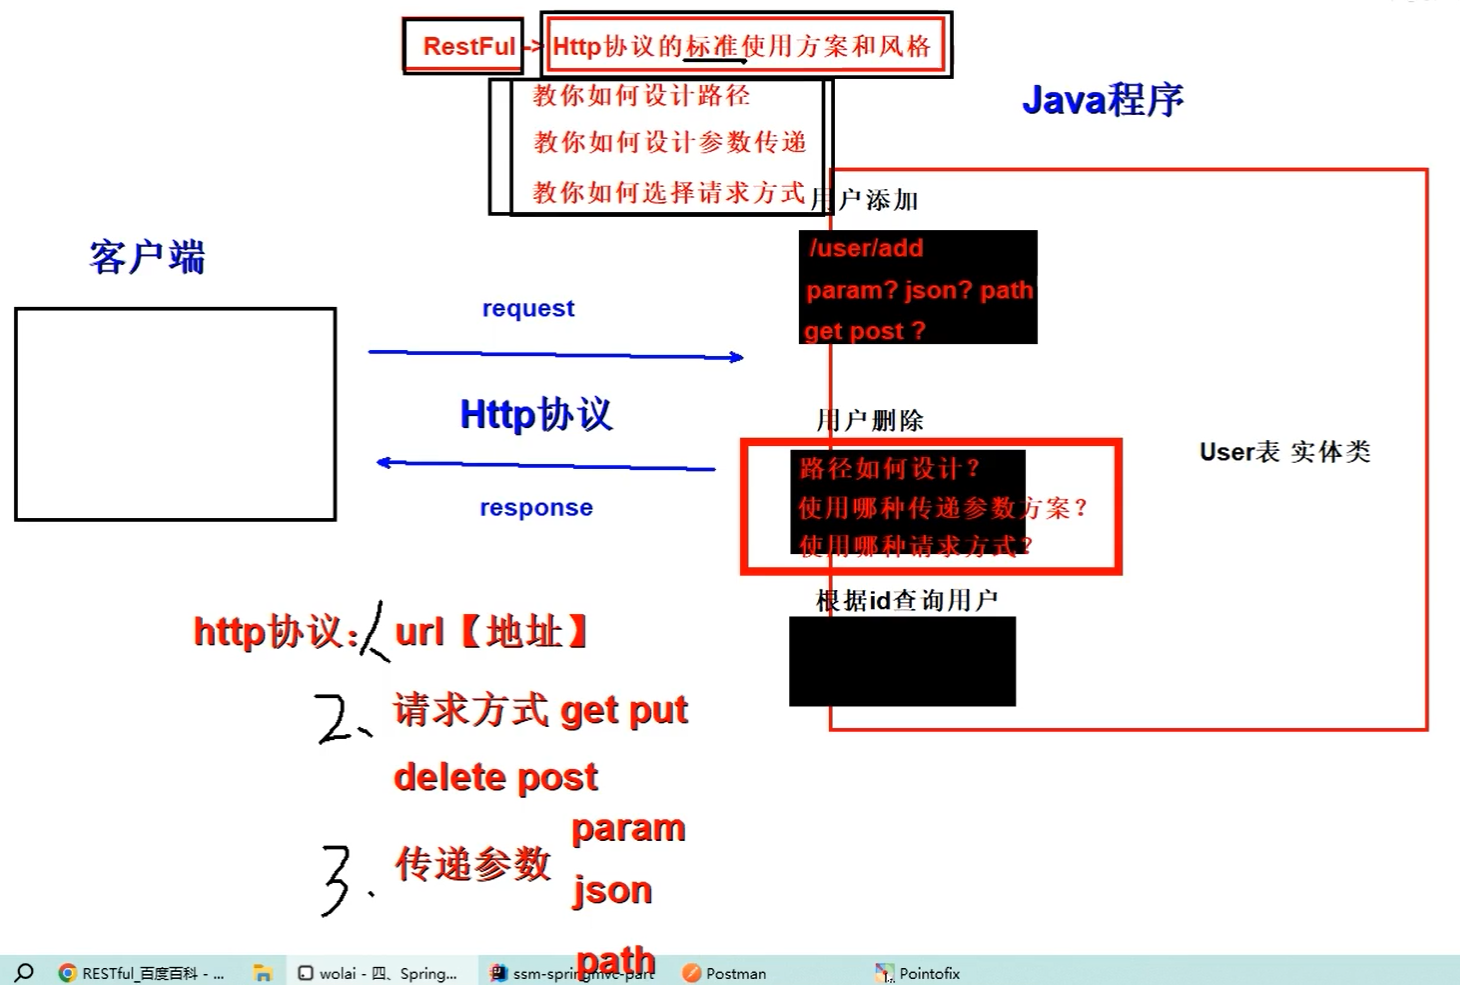 RestFul -> Http协议的标准使用方案和风格
教你如何设计路径
教你如何设计参数传递
教你如何选择请求方式
Java程序
用户添加
/user/add
param? json? path
get post ?
客户端
request
Http协议
response
用户删除
路径如何设计?
使用哪种传递参数方案?
使用哪种请求方式?
User表 实体类
根据id查询用户
http协议: 1、 url【地址】
2、 请求方式 get put
delete post
3、 传递参数
param
json
path
RESTful_百度百科 - ...
wolai - 四、Spring...
ssm-springmvc-part
Postman
Pointofix